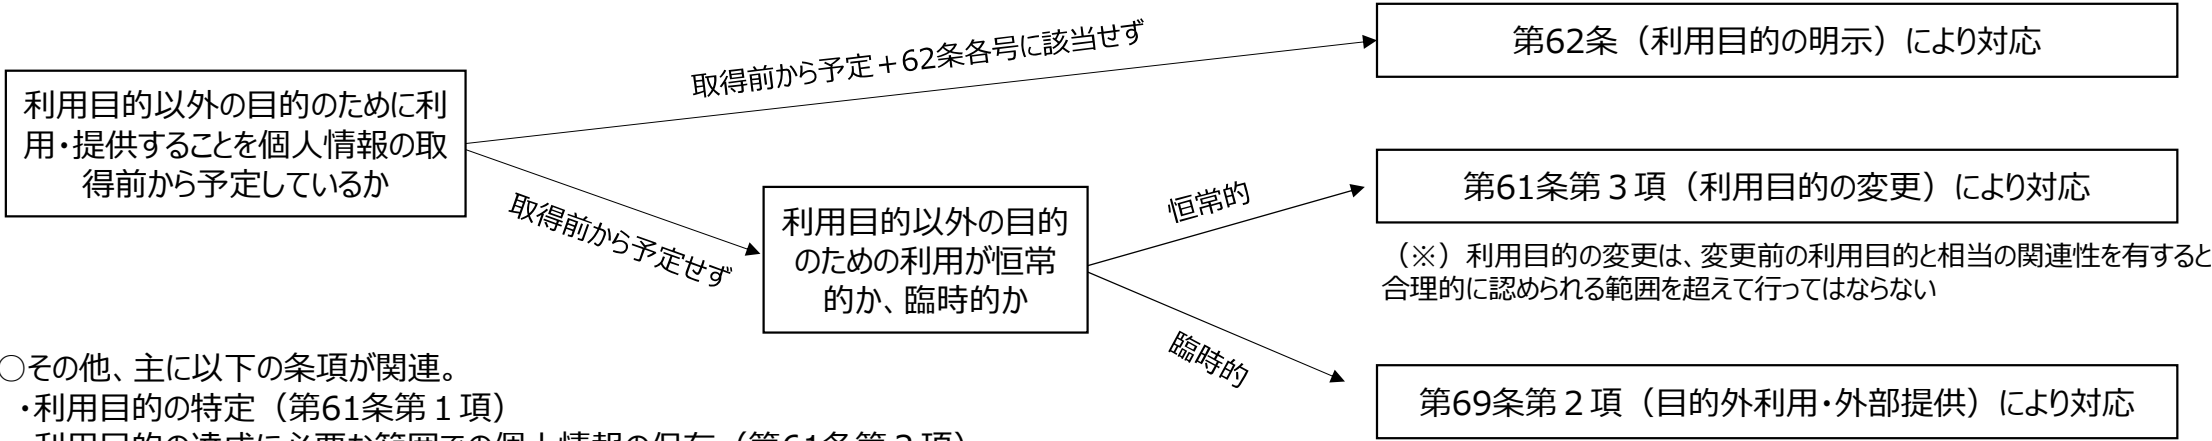 取得前から予定＋62条各号に該当せず
第62条（利用目的の明示）により対応
利用目的以外の目的のために利
用・提供することを個人情報の取
得前から予定しているか
取得前から予定せず
利用目的以外の目的
のための利用が恒常
的か、臨時的か
恒常的
第61条第３項（利用目的の変更）により対応
（※）利用目的の変更は、変更前の利用目的と相当の関連性を有すると
合理的に認められる範囲を超えて行ってはならない
臨時的
第69条第２項（目的外利用・外部提供）により対応
○その他、主に以下の条項が関連。
・利用目的の特定（第61条第１項）